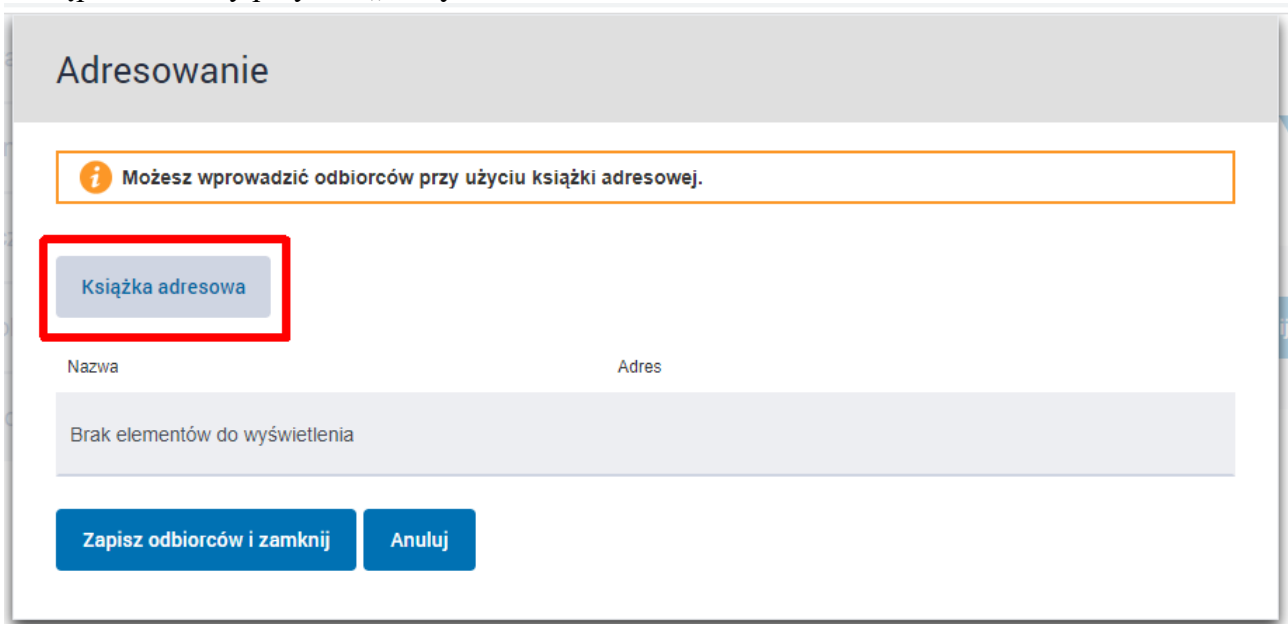 Adresowanie
Możesz wprowadzić odbiorców przy użyciu książki adresowej.
Książka adresowa
Nazwa Adres
Brak elementów do wyświetlenia
Zapisz odbiorców i zamknij Anuluj